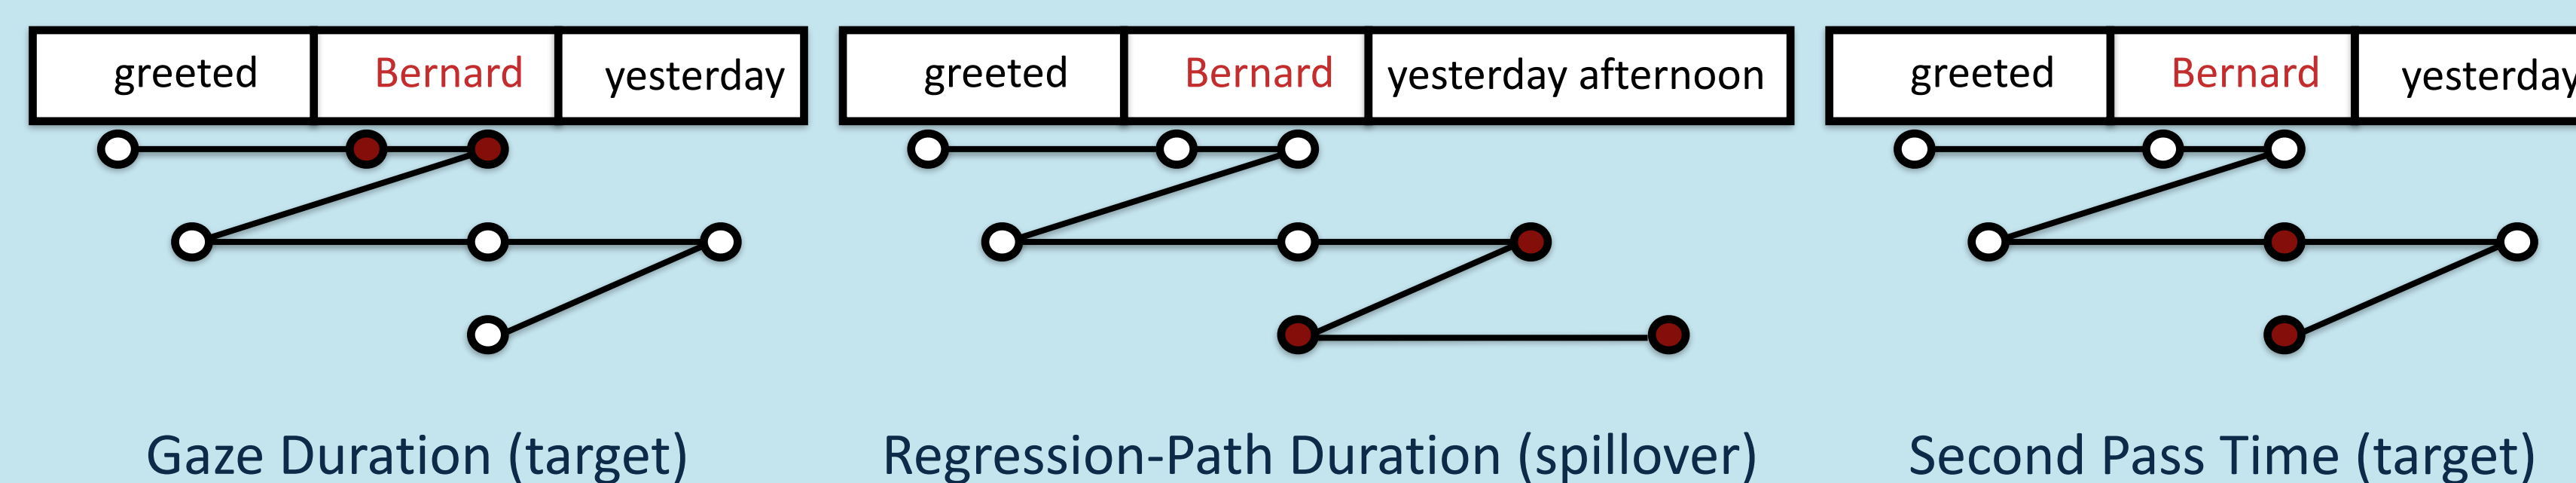 greeted Bernard yesterday
greeted Bernard yesterday afternoon
greeted Bernard yesterday
Gaze Duration (target)
Regression-Path Duration (spillover)
Second Pass Time (target)